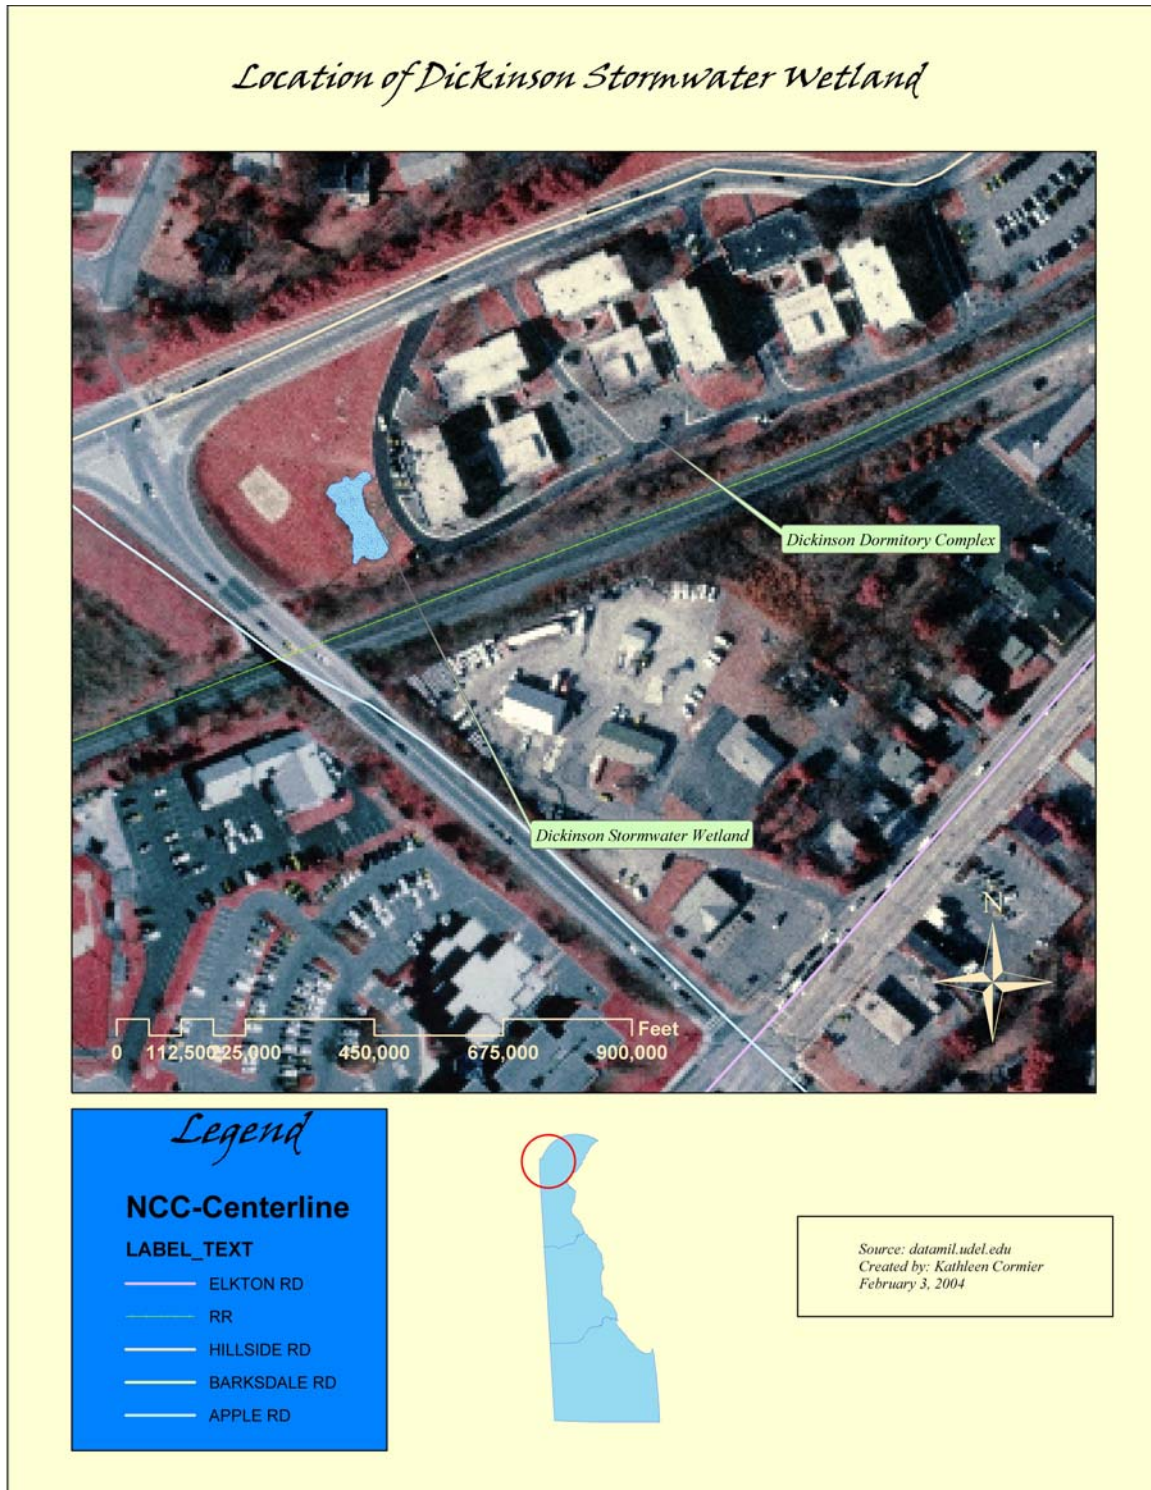 Location of Dickinson Stormwater Wetland
Dickinson Dormitory Complex
Dickinson Stormwater Wetland
N
Feet
0 112,500 225,000 450,000 675,000 900,000
Legend
NCC-Centerline
LABEL_TEXT
ELKTON RD
RR
HILLSIDE RD
BARKSDALE RD
APPLE RD
Source: datamil.udel.edu
Created by: Kathleen Cormier
February 3, 2004